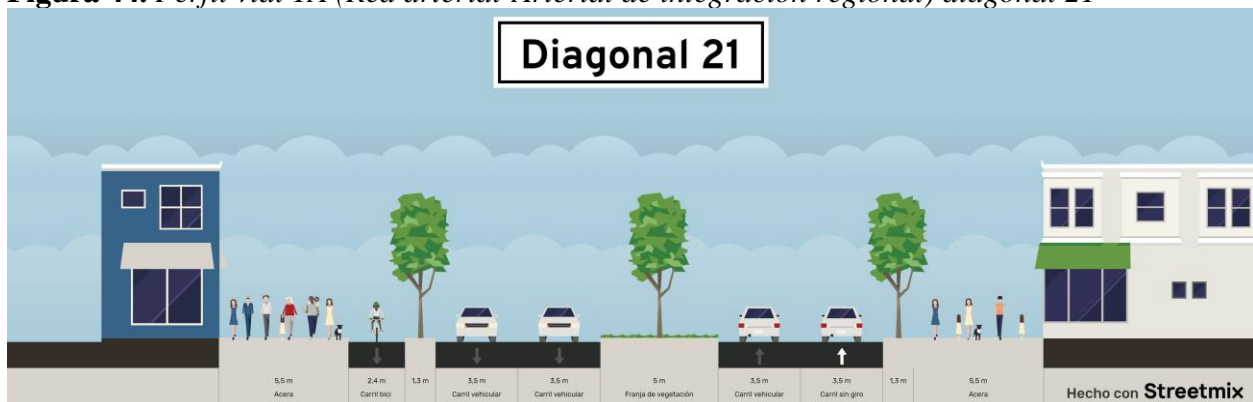 Diagonal 21
5,5 m
Acera
2,4 m
Carril bici
1,3 m
3,5 m
Carril vehicular
3,5 m
Carril vehicular
5 m
Franja de vegetación
3,5 m
Carril vehicular
3,5 m
Carril sin giro
1,3 m
5,5 m
Acera
Hecho con Streetmix